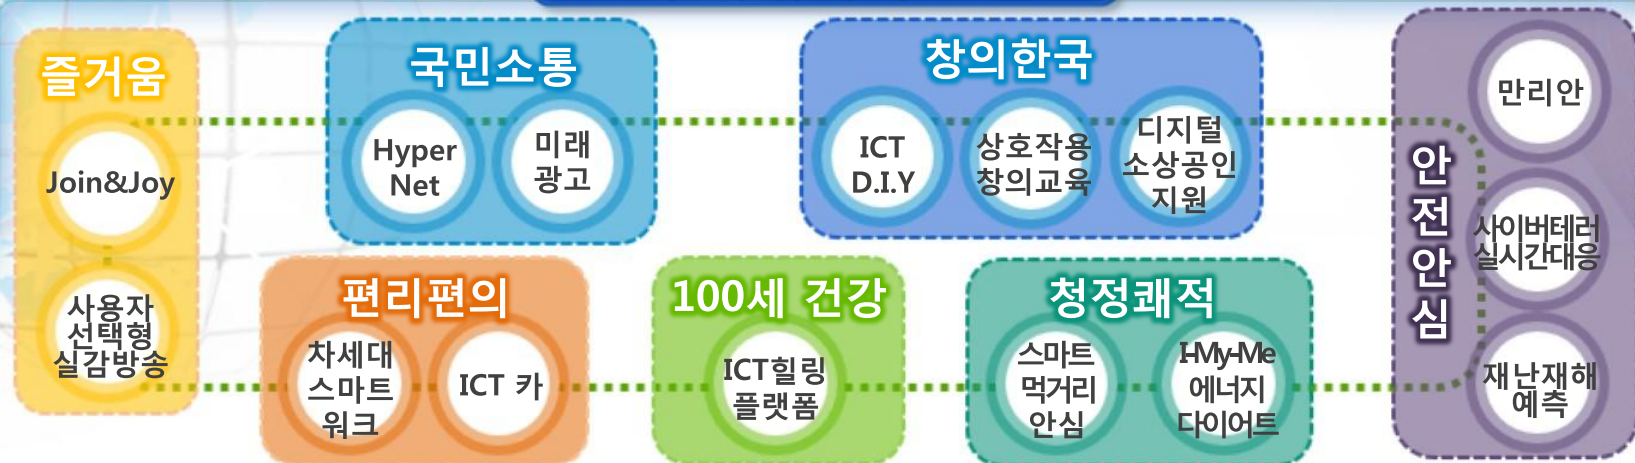 즐거움
Join&Joy
사용자
선택형
실감방송
국민소통
Hyper
Net
미래
광고
창의한국
ICT
D.I.Y
상호작용
창의교육
디지털
소상공인
지원
안전안심
만리안
사이버테러
실시간대응
재난재해
예측
편리편의
차세대
스마트
워크
ICT 카
100세 건강
ICT힐링
플랫폼
청정쾌적
스마트
먹거리
안심
I-My-Me
에너지
다이어트